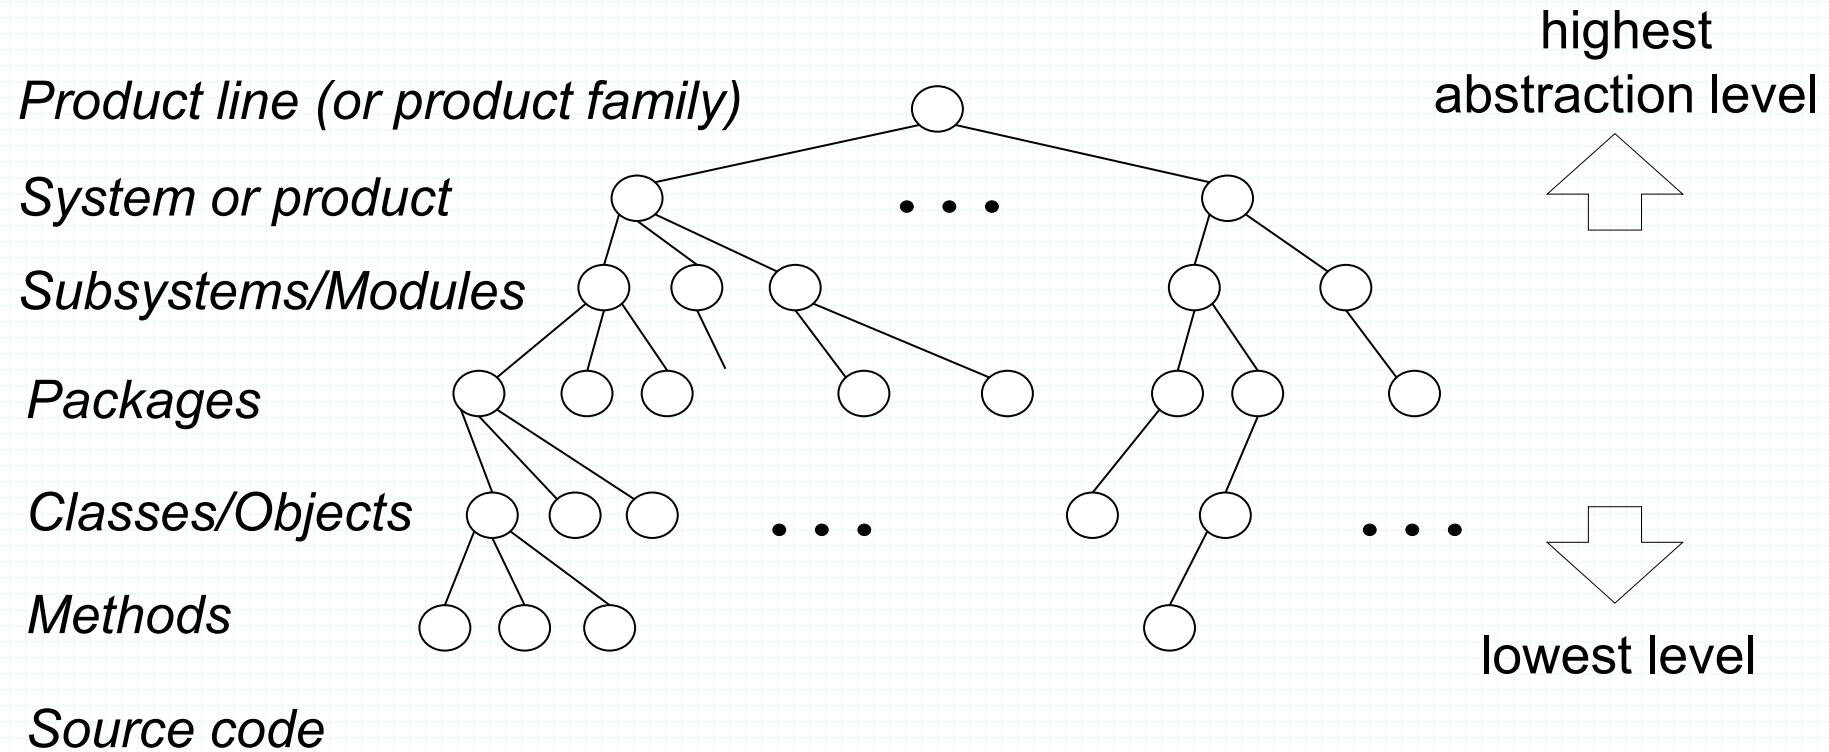 highest
abstraction level
Product line (or product family)
System or product
. . .
Subsystems/Modules
Packages
Classes/Objects
. . .
. . .
Methods
lowest level
Source code